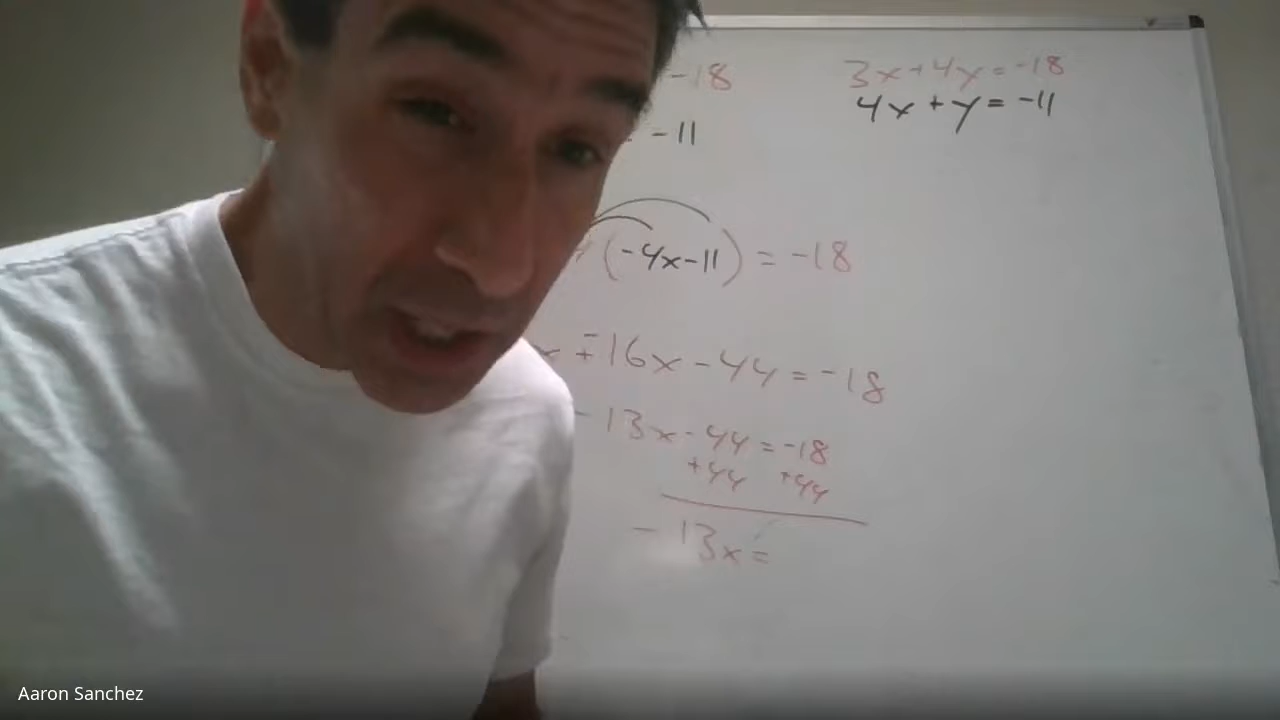 -18
3x+4y=-18
4x+y=-11
-11
(-4x-11) = -18
x +-16x-44=-18
-13x-44=-18
+44 +44
-13x=
Aaron Sanchez